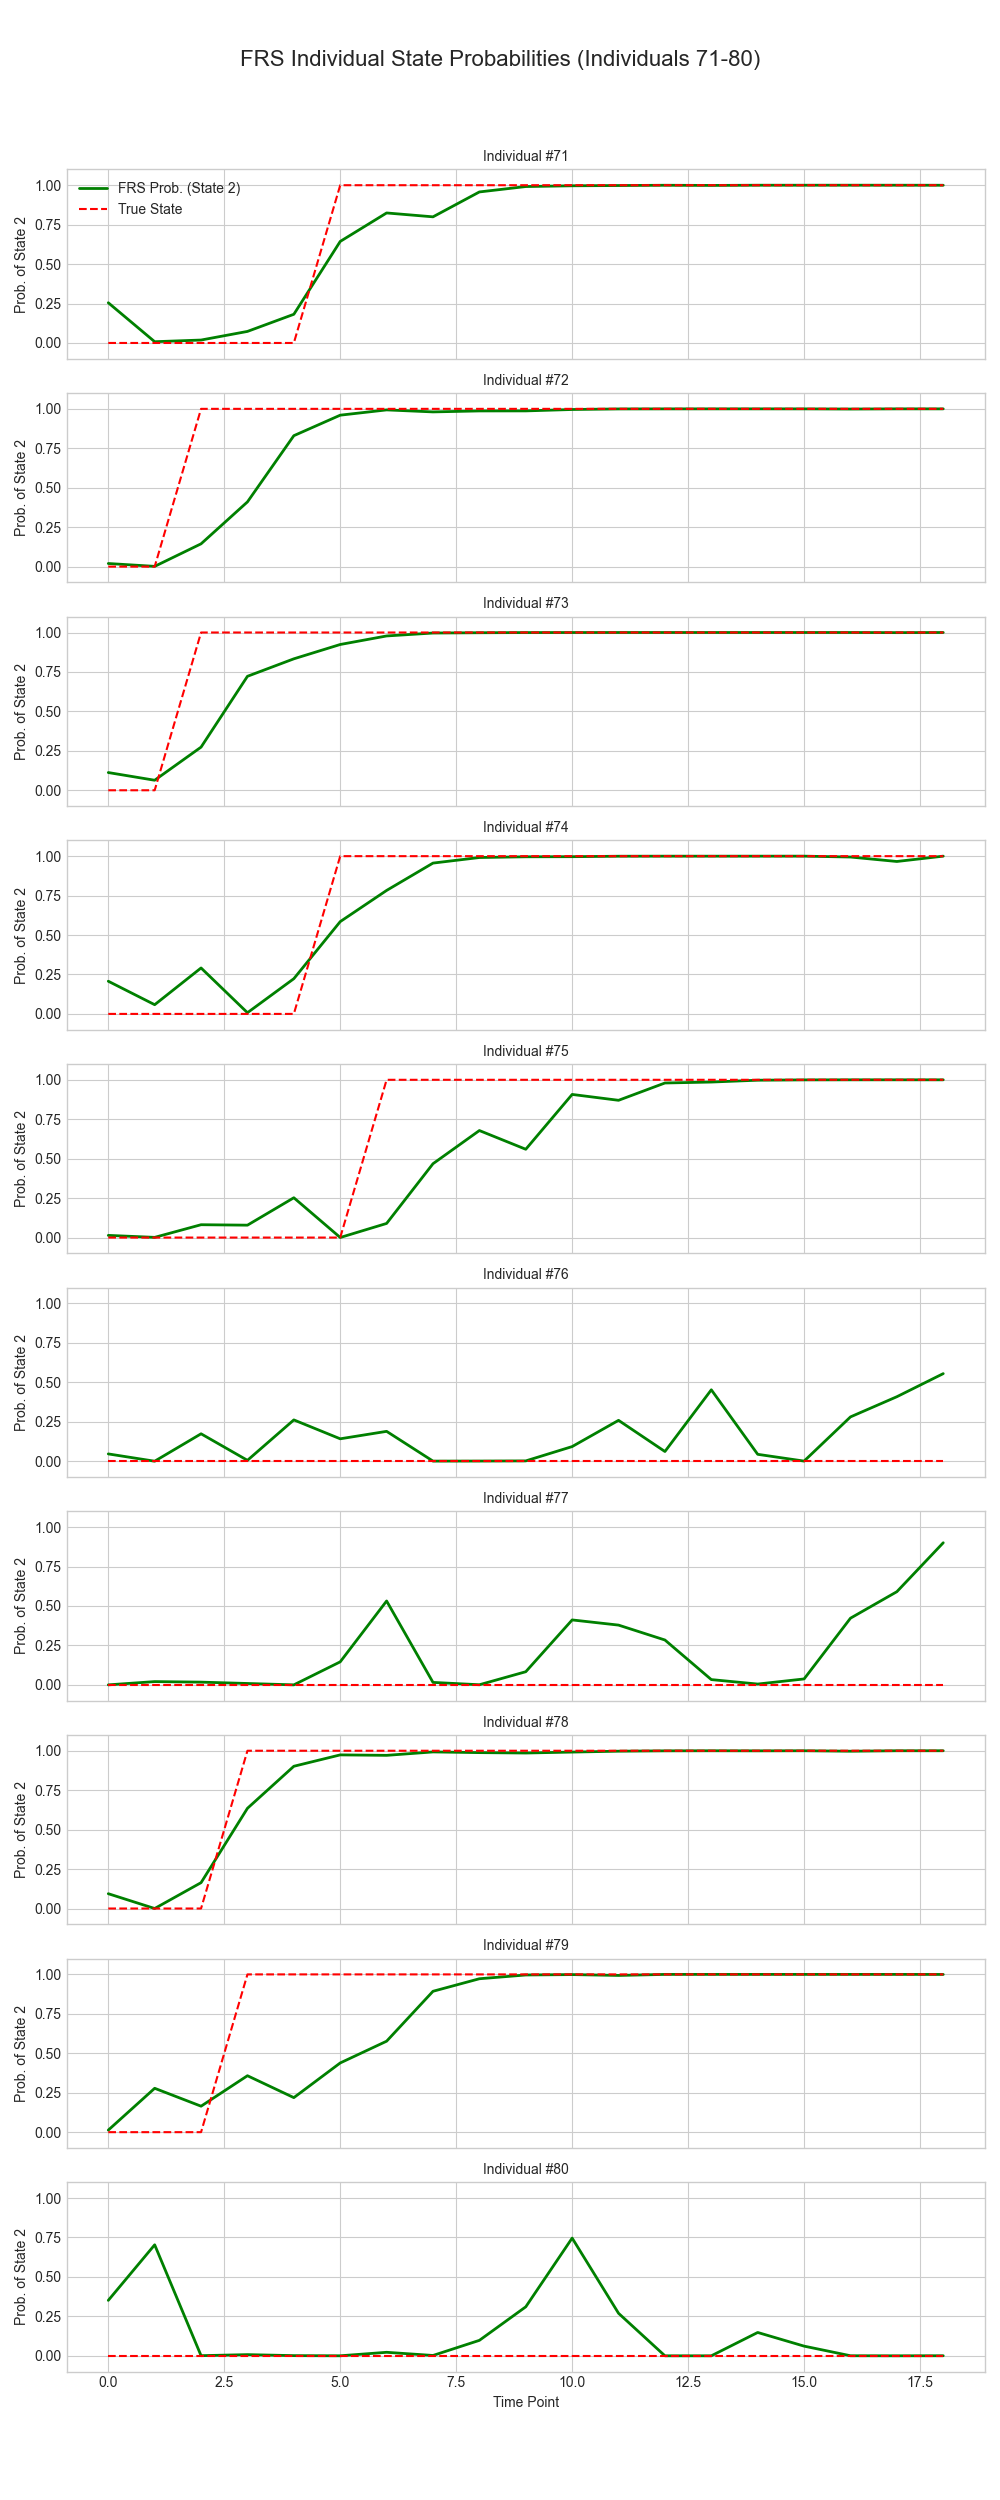 FRS Individual State Probabilities (Individuals 71-80)
Individual #71
FRS Prob. (State 2)
True State
1.00
0.75
0.50
0.25
0.00
Prob. of State 2
Individual #72
1.00
0.75
0.50
0.25
0.00
Prob. of State 2
Individual #73
1.00
0.75
0.50
0.25
0.00
Prob. of State 2
Individual #74
1.00
0.75
0.50
0.25
0.00
Prob. of State 2
Individual #75
1.00
0.75
0.50
0.25
0.00
Prob. of State 2
Individual #76
1.00
0.75
0.50
0.25
0.00
Prob. of State 2
Individual #77
1.00
0.75
0.50
0.25
0.00
Prob. of State 2
Individual #78
1.00
0.75
0.50
0.25
0.00
Prob. of State 2
Individual #79
1.00
0.75
0.50
0.25
0.00
Prob. of State 2
Individual #80
1.00
0.75
0.50
0.25
0.00
Prob. of State 2
0.0 2.5 5.0 7.5 10.0 12.5 15.0 17.5
Time Point